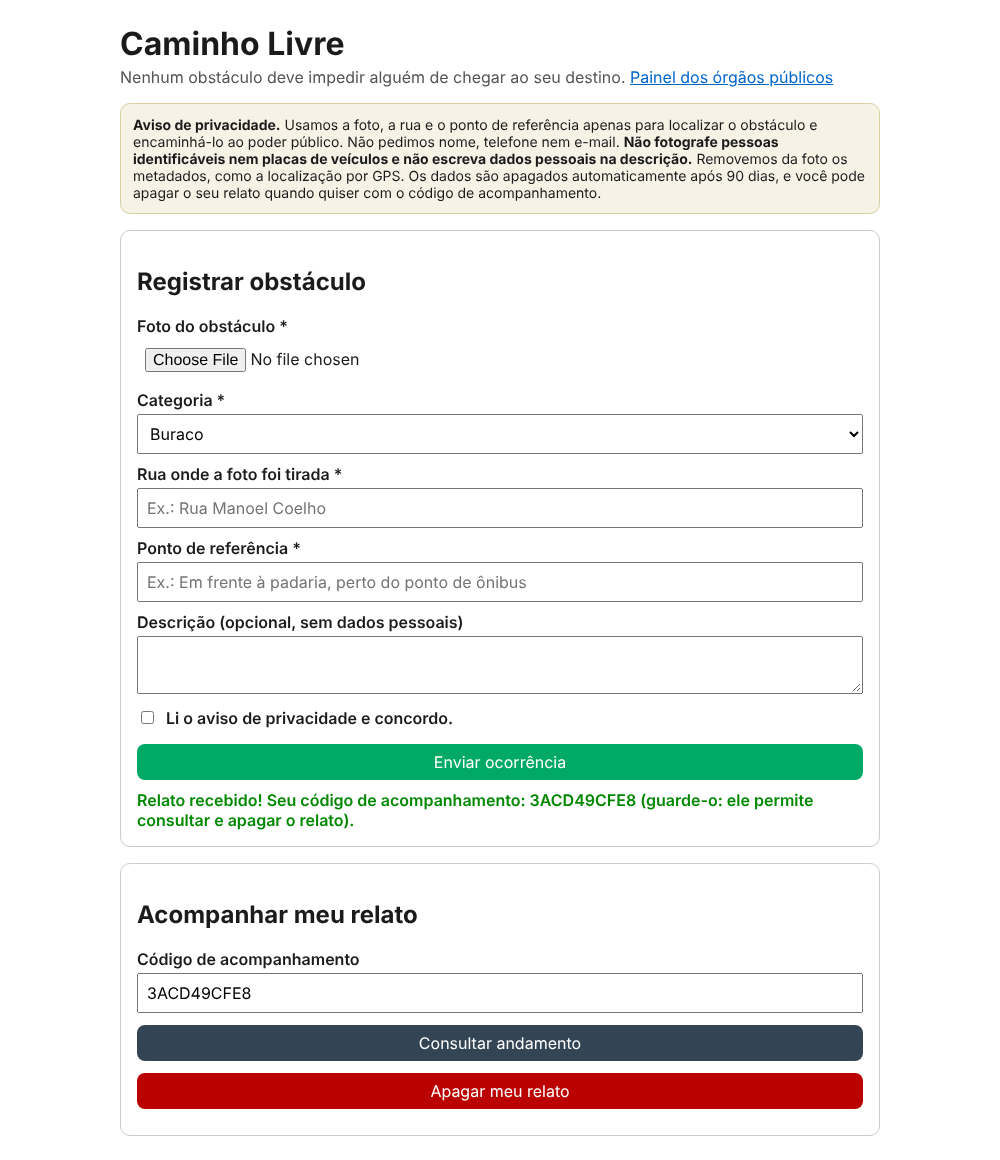 Caminho Livre
Nenhum obstáculo deve impedir alguém de chegar ao seu destino. Painel dos órgãos públicos
Aviso de privacidade. Usamos a foto, a rua e o ponto de referência apenas para localizar o obstáculo e
encaminhá-lo ao poder público. Não pedimos nome, telefone nem e-mail. Não fotografe pessoas
identificáveis nem placas de veículos e não escreva dados pessoais na descrição. Removemos da foto os
metadados, como a localização por GPS. Os dados são apagados automaticamente após 90 dias, e você pode
apagar o seu relato quando quiser com o código de acompanhamento.
Registrar obstáculo
Foto do obstáculo *
Choose File No file chosen
Categoria *
Buraco
Rua onde a foto foi tirada *
Ex.: Rua Manoel Coelho
Ponto de referência *
Ex.: Em frente à padaria, perto do ponto de ônibus
Descrição (opcional, sem dados pessoais)
Li o aviso de privacidade e concordo.
Enviar ocorrência
Relato recebido! Seu código de acompanhamento: 3ACD49CFE8 (guarde-o: ele permite
consultar e apagar o relato).
Acompanhar meu relato
Código de acompanhamento
3ACD49CFE8
Consultar andamento
Apagar meu relato